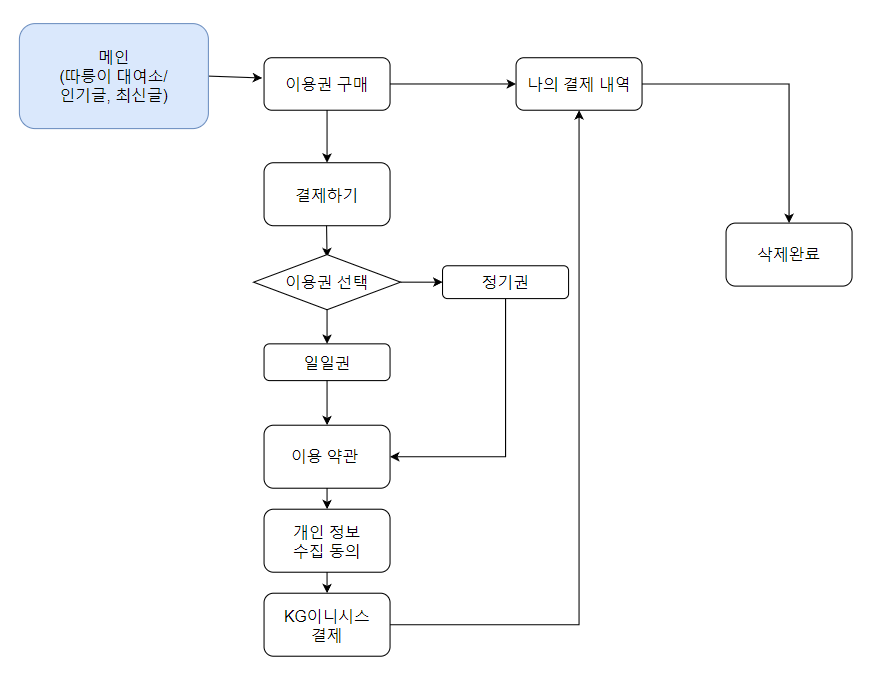 메인
(따릉이 대여소/
인기글, 최신글)
이용권 구매
나의 결제 내역
결제하기
삭제완료
이용권 선택
정기권
일일권
이용 약관
개인 정보
수집 동의
KG이니시스
결제